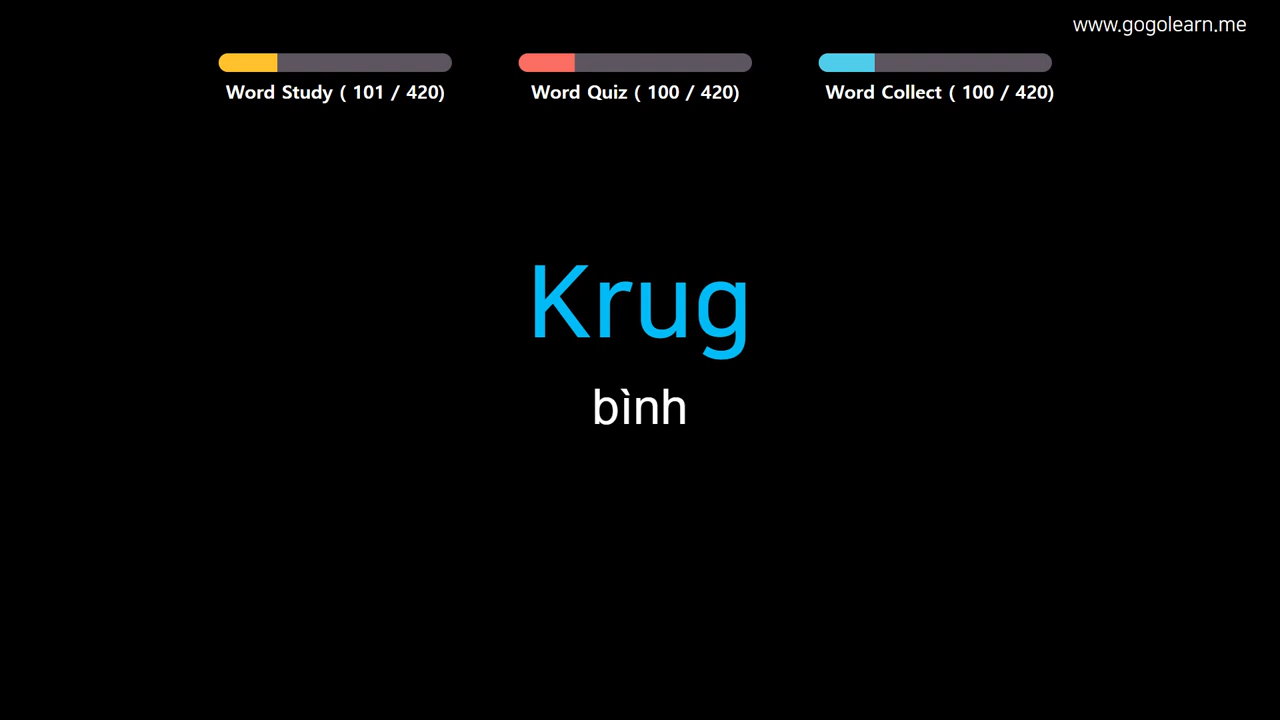 www.gogolearn.me
Word Study ( 101 / 420)
Word Quiz ( 100 / 420)
Word Collect ( 100 / 420)
Krug
bình